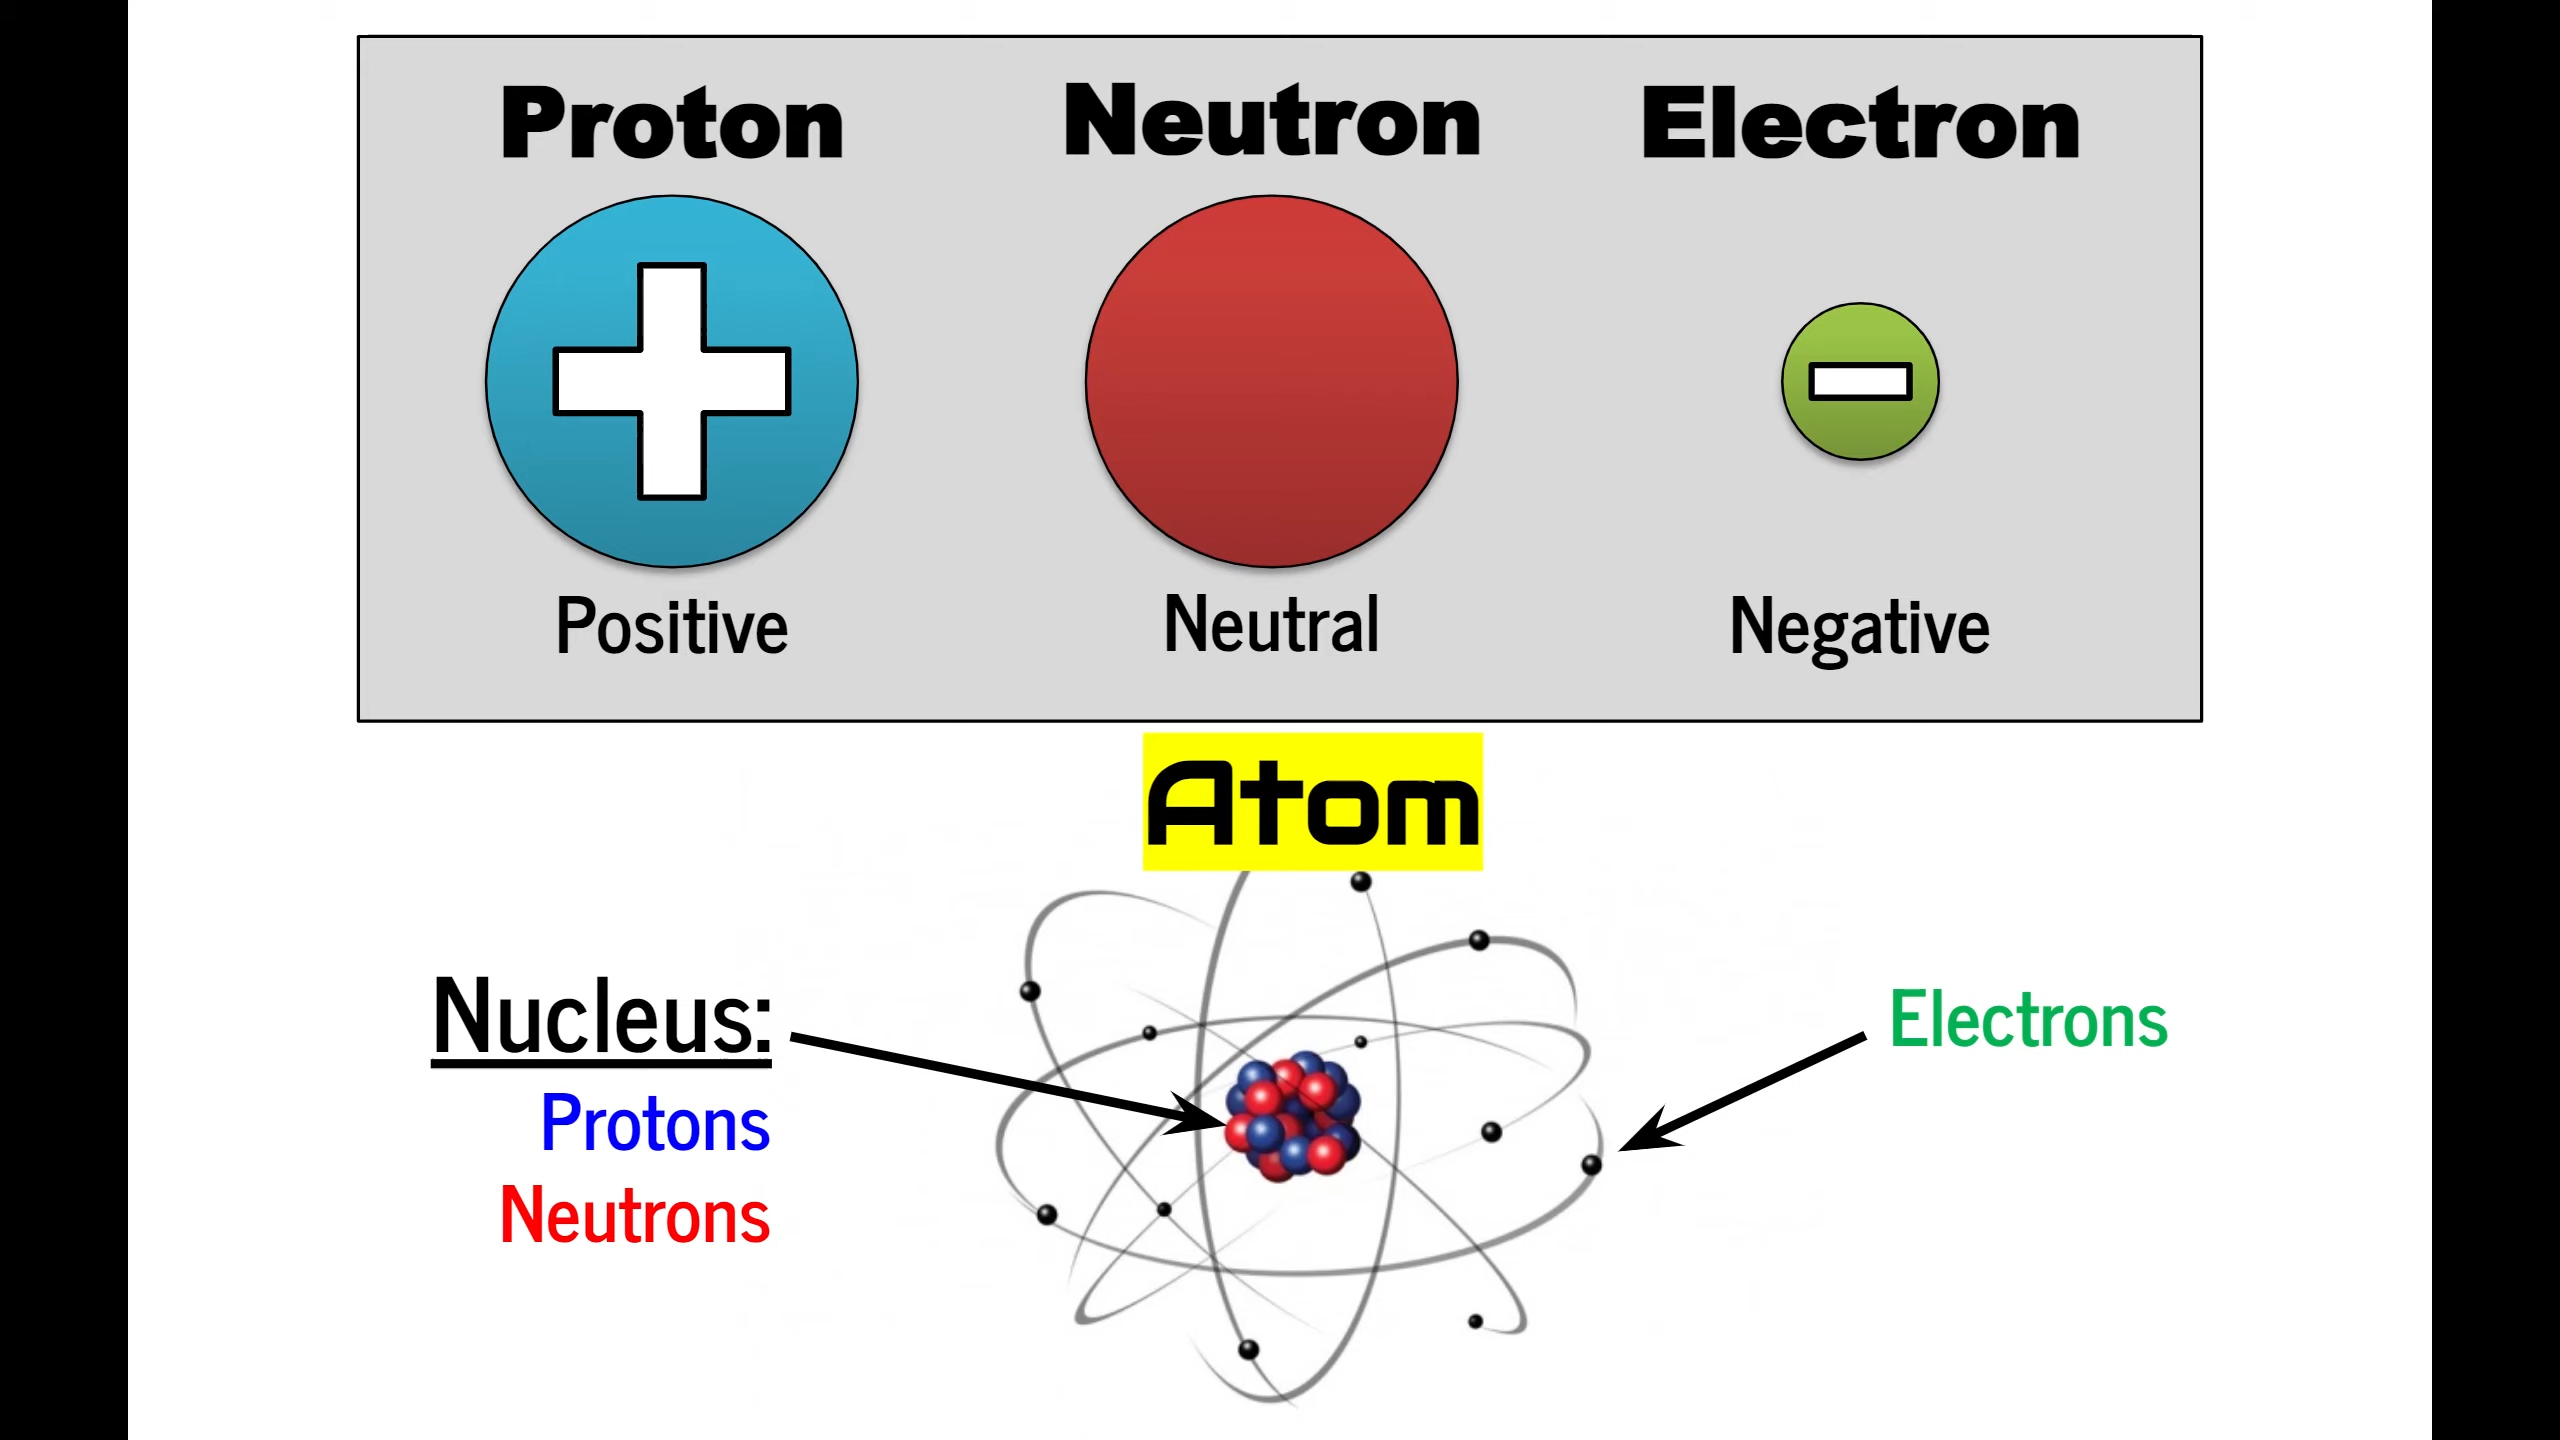 Proton Neutron Electron
Positive Neutral Negative
Atom
Nucleus:
Protons
Neutrons
Electrons